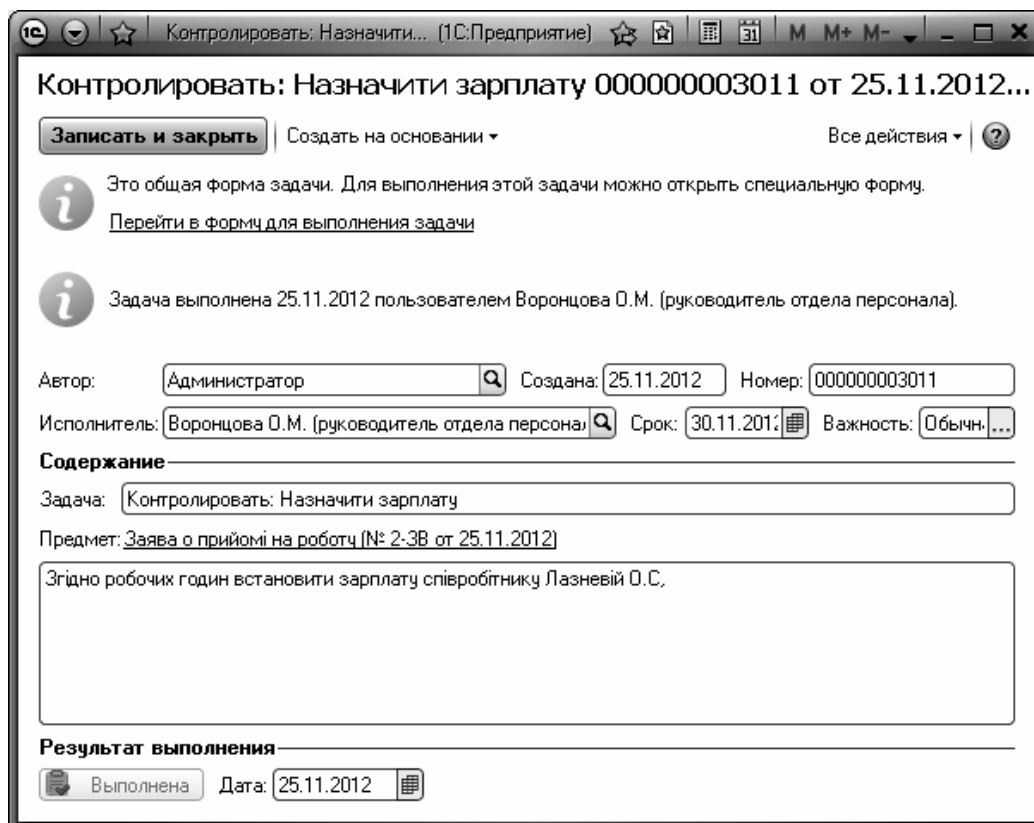 1С Контролировать: Назначити... (1С:Предприятие) 31 M M+ M-
Контролировать: Назначити зарплату 000000003011 от 25.11.2012...
Записать и закрыть Создать на основании Все действия ?
Это общая форма задачи. Для выполнения этой задачи можно открыть специальную форму.
Перейти в форму для выполнения задачи
Задача выполнена 25.11.2012 пользователем Воронцова О.М. (руководитель отдела персонала).
Автор: Администратор Создана: 25.11.2012 Номер: 000000003011
Исполнитель: Воронцова О.М. (руководитель отдела персонал Срок: 30.11.2012 Важность: Обычн. ...
Содержание
Задача: Контролировать: Назначити зарплату
Предмет: Заява о прийомі на роботу (№ 2-ЗВ от 25.11.2012)
Згідно робочих годин встановити зарплату співробітнику Лазневій О.С,
Результат выполнения
Выполнена Дата: 25.11.2012